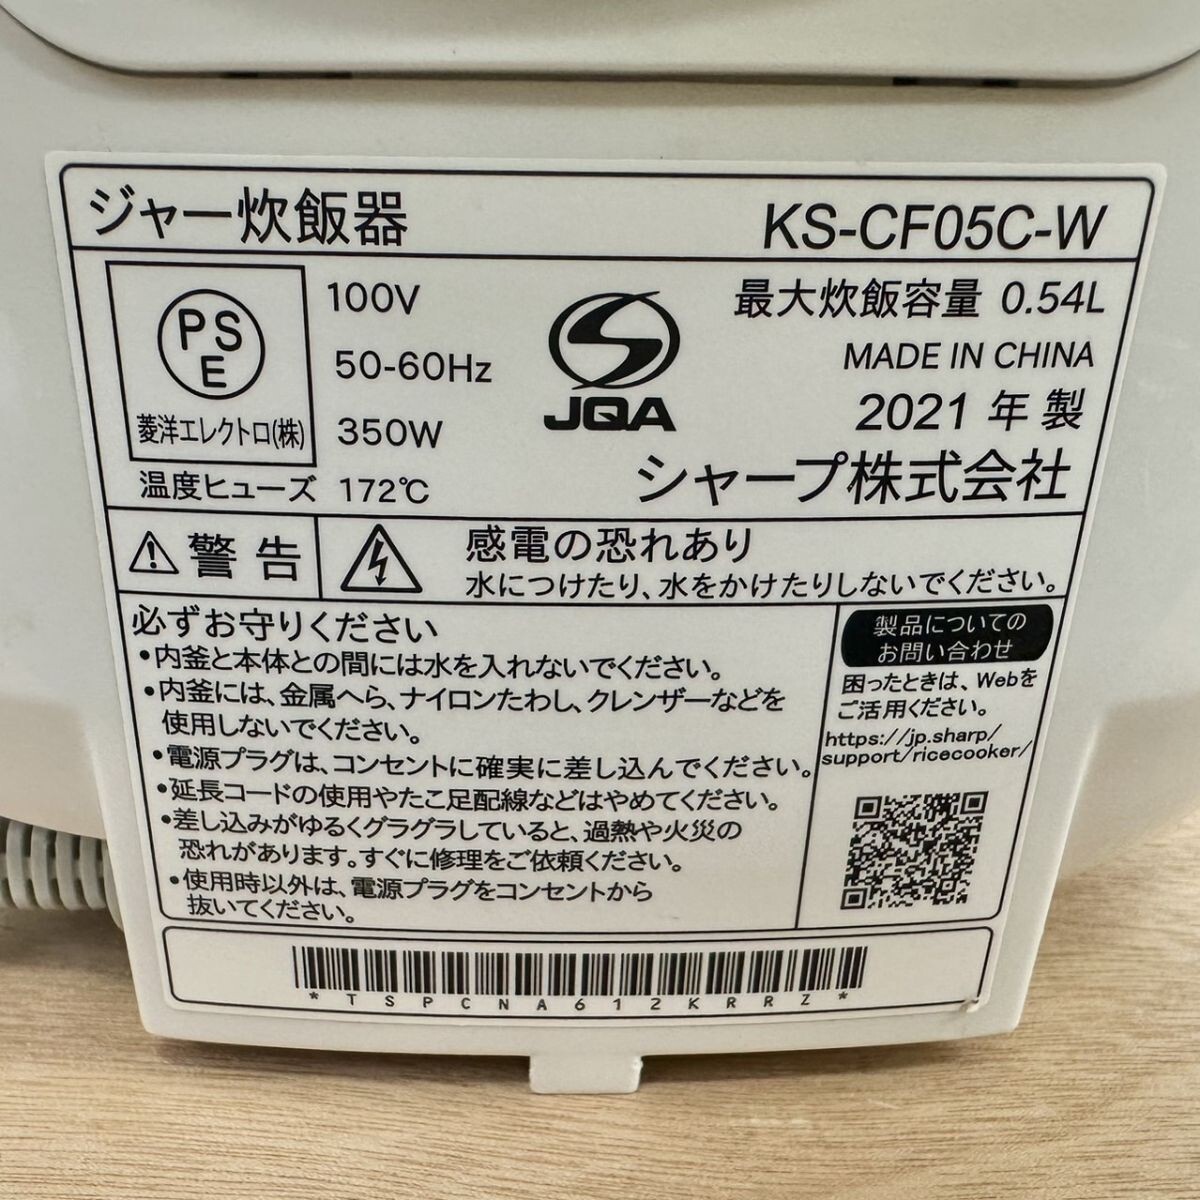 ジャー炊飯器 KS-CF05C-W
PS
E
菱洋エレクトロ(株)
100V
50-60Hz
350W
温度ヒューズ 172℃
JQA
最大炊飯容量 0.54L
MADE IN CHINA
2021 年 製
シャープ株式会社
警告
感電の恐れあり
水につけたり、水をかけたりしないでください。
必ずお守りください
・内釜と本体との間には水を入れないでください。
・内釜には、金属へら、ナイロンたわし、クレンザーなどを
使用しないでください。
・電源プラグは、コンセントに確実に差し込んでください。
・延長コードの使用やたこ足配線などはやめてください。
・差し込みがゆるくグラグラしていると、過熱や火災の
恐れがあります。すぐに修理をご依頼ください。
・使用時以外は、電源プラグをコンセントから
抜いてください。
製品についての
お問い合わせ
困ったときは、Webを
ご活用ください。
https://jp.sharp/
support/ricecooker/
*TSPCNA612KRRZ*